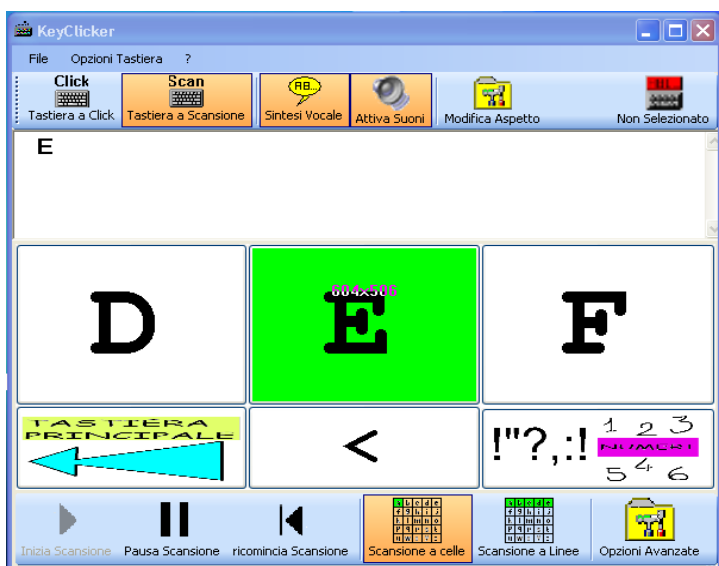 KeyClicker
File Opzioni Tastiera ?
Click Scan
AB...
Tastiera a Click Tastiera a Scansione Sintesi Vocale Attiva Suoni Modifica Aspetto Non Selezionato
E
604x506
D E F
TASTIERA
PRINCIPALE
< !"?,:! 1 2 3
NUMERI
5 4 6
a b c d e
f g h i j
k l m n o
p q r s t
u w : ? :
Inizia Scansione Pausa Scansione ricomincia Scansione Scansione a celle Scansione a Linee Opzioni Avanzate